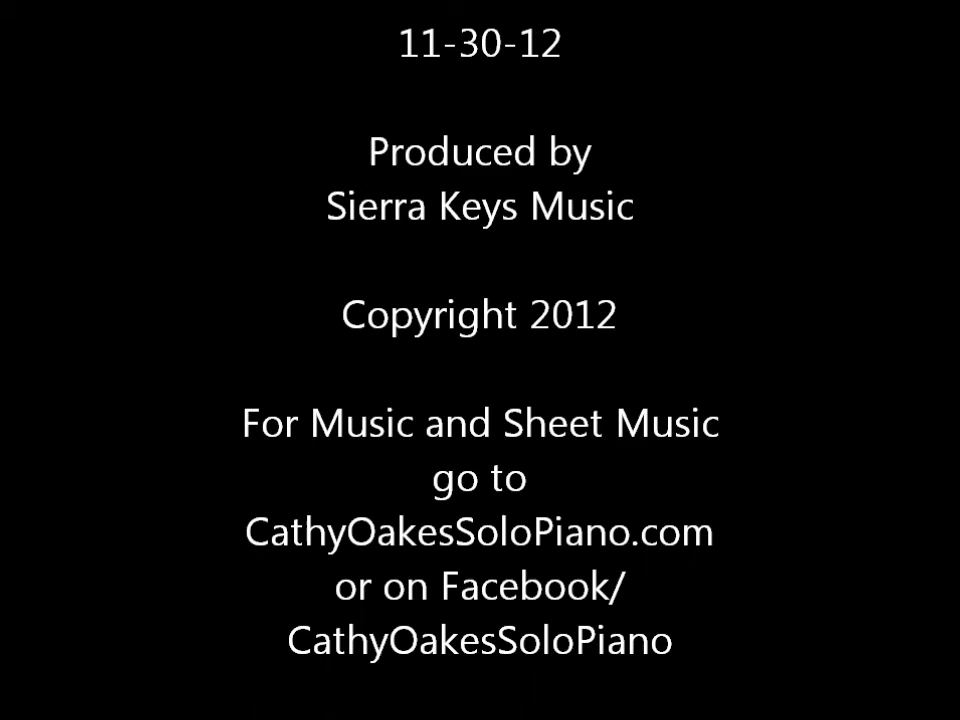 11-30-12
Produced by
Sierra Keys Music
Copyright 2012
For Music and Sheet Music
go to
CathyOakesSoloPiano.com
or on Facebook/
CathyOakesSoloPiano